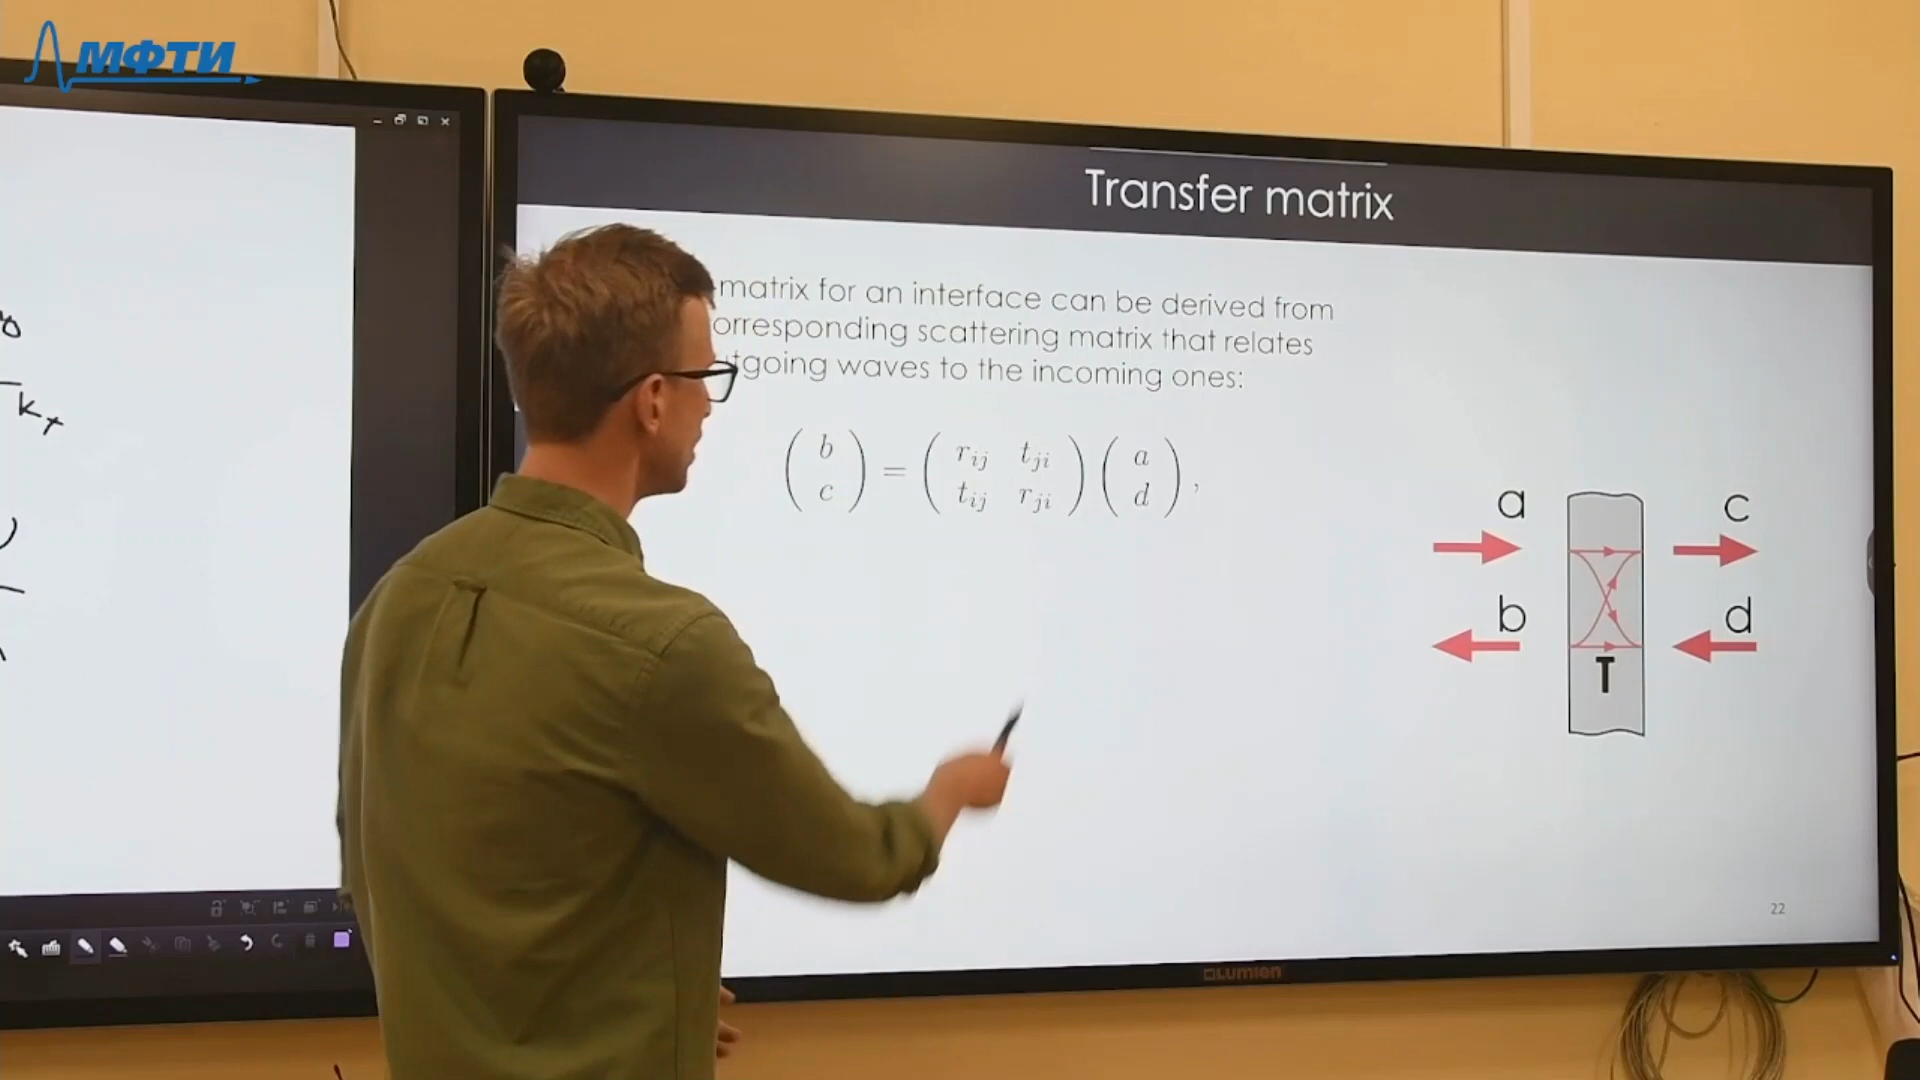 МФТИ
Transfer matrix
-matrix for an interface can be derived from
orresponding scattering matrix that relates
tgoing waves to the incoming ones:
( b c ) = ( r_ij t_ji t_ij r_ji ) ( a d ) ,
a c
b d
T
k_t
22
Lumien